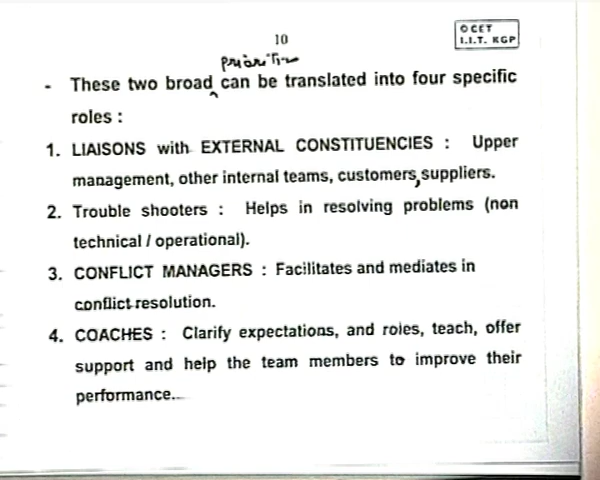 10
© CET
I.I.T. KGP
priorities
- These two broad ‸ can be translated into four specific
roles :
1. LIAISONS with EXTERNAL CONSTITUENCIES : Upper
management, other internal teams, customers, suppliers.
2. Trouble shooters : Helps in resolving problems (non
technical / operational).
3. CONFLICT MANAGERS : Facilitates and mediates in
conflict resolution.
4. COACHES : Clarify expectations, and roles, teach, offer
support and help the team members to improve their
performance...